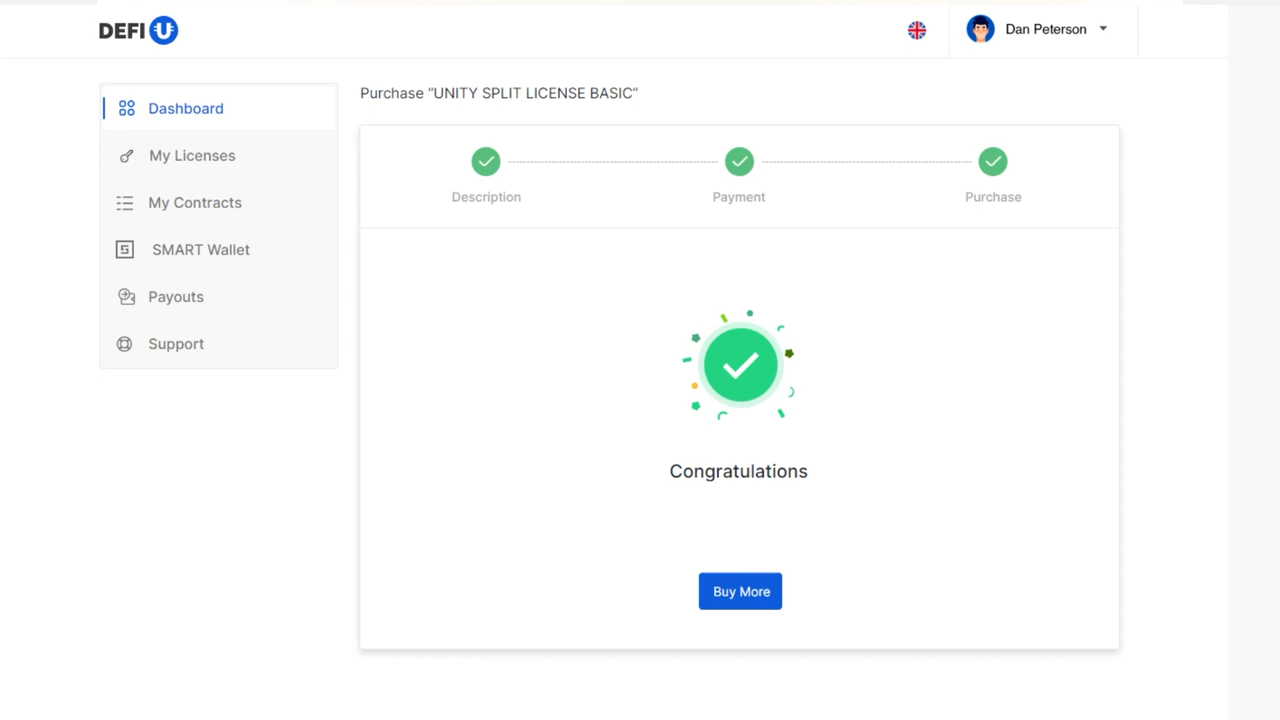 DEFI U
Dan Peterson
Dashboard
My Licenses
My Contracts
SMART Wallet
Payouts
Support
Purchase “UNITY SPLIT LICENSE BASIC”
Description
Payment
Purchase
Congratulations
Buy More